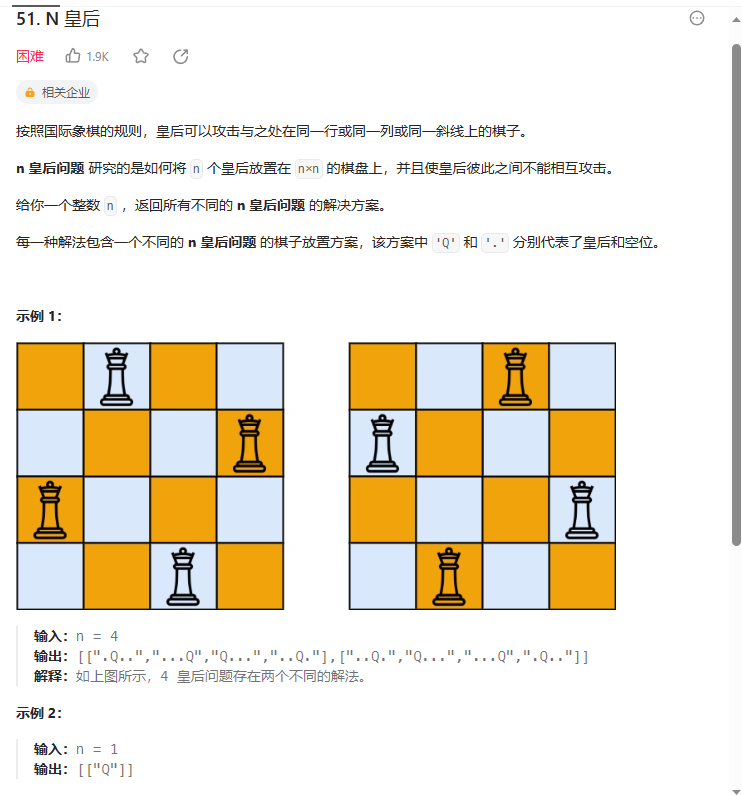 51. N 皇后
困难 1.9K
相关企业
按照国际象棋的规则，皇后可以攻击与之处在同一行或同一列或同一斜线上的棋子。
n 皇后问题 研究的是如何将 n 个皇后放置在 n×n 的棋盘上，并且使皇后彼此之间不能相互攻击。
给你一个整数 n ，返回所有不同的 n 皇后问题 的解决方案。
每一种解法包含一个不同的 n 皇后问题 的棋子放置方案，该方案中 'Q' 和 '.' 分别代表了皇后和空位。
示例 1：
输入：n = 4
输出：[[".Q..","...Q","Q...","..Q."],["..Q.","Q...","...Q",".Q.."]]
解释：如上图所示，4 皇后问题存在两个不同的解法。
示例 2：
输入：n = 1
输出：[["Q"]]